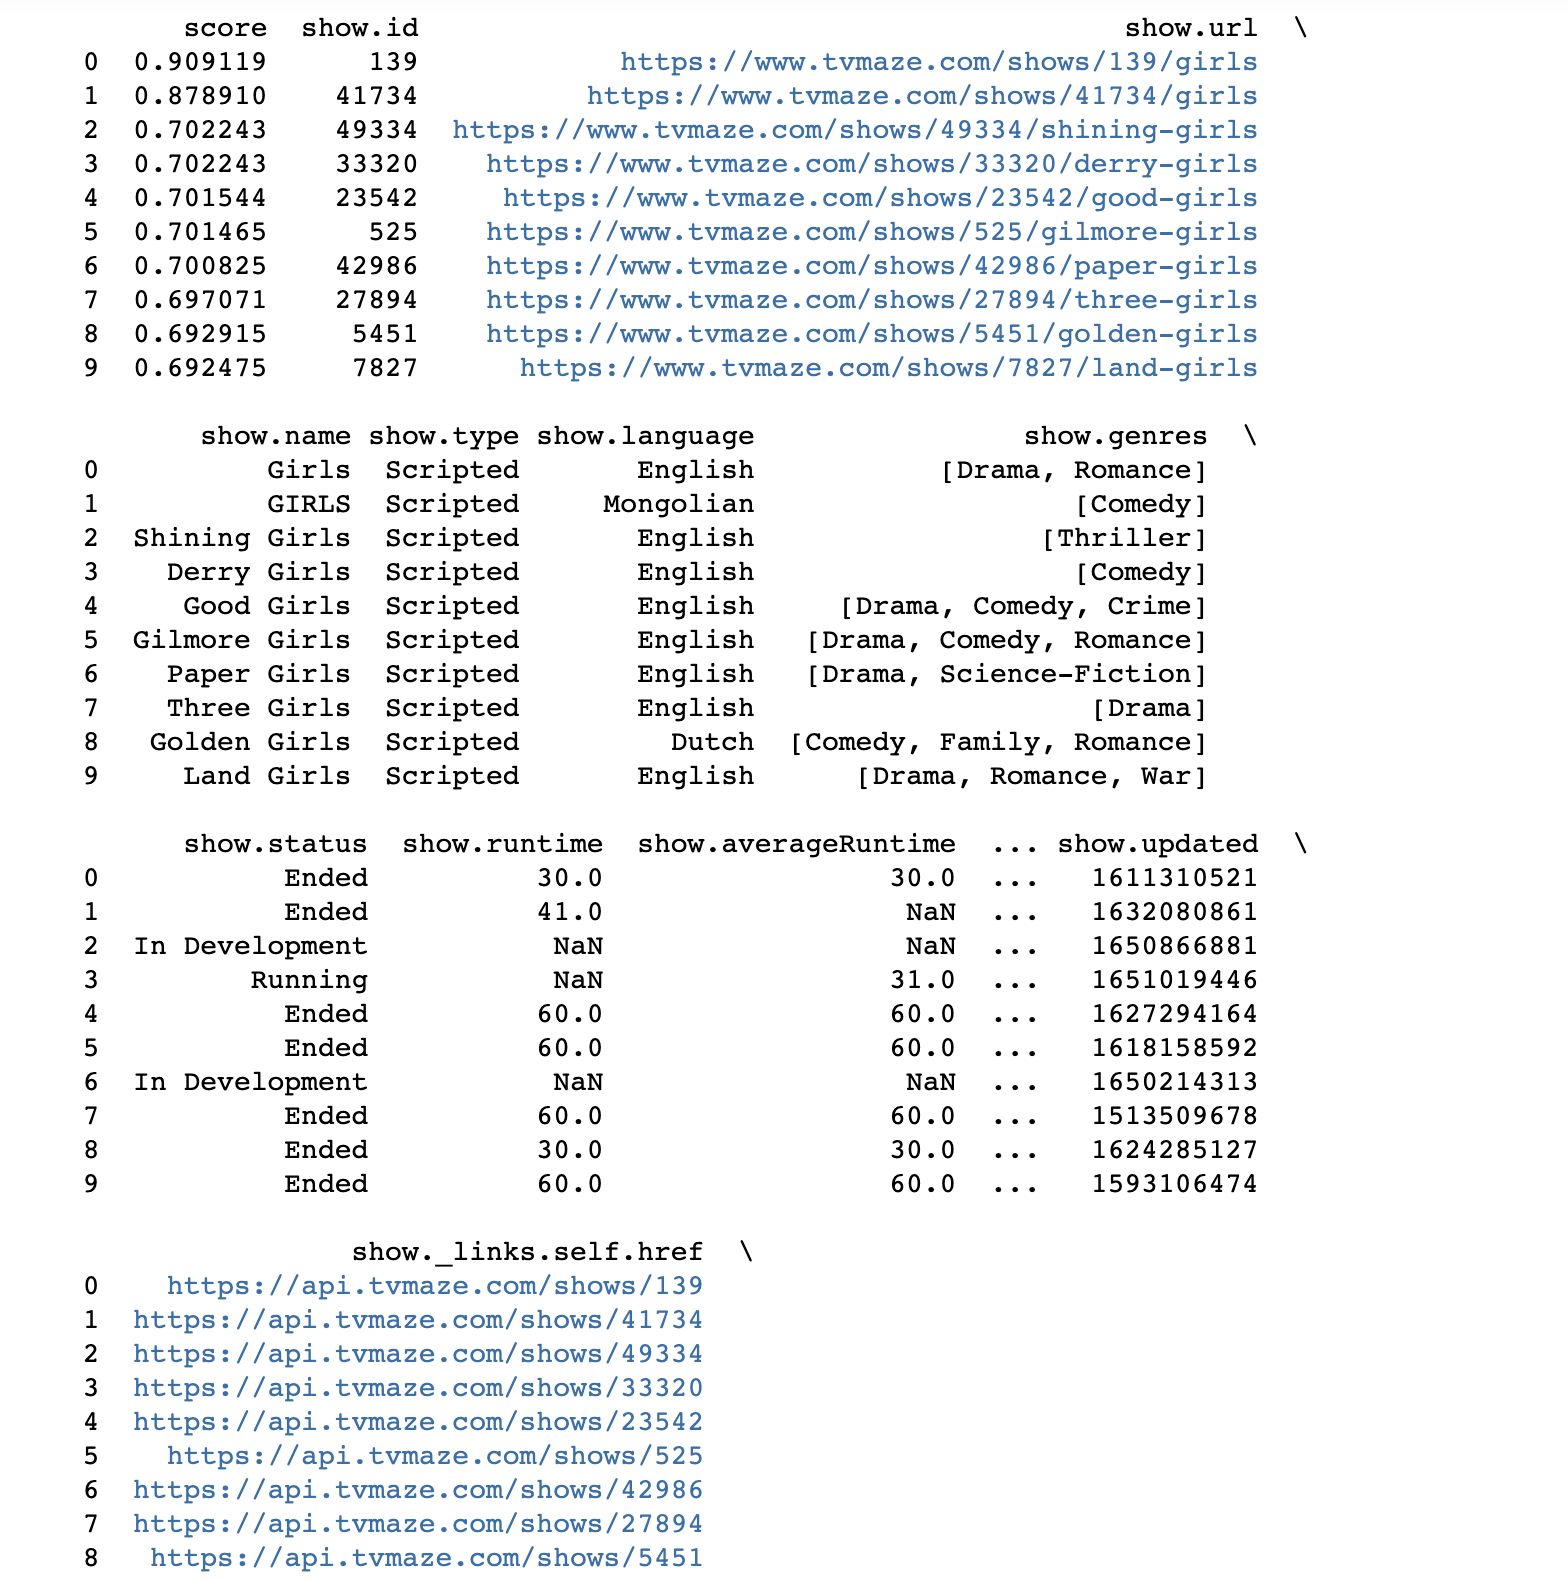 score show.id show.url \
0 0.909119 139 https://www.tvmaze.com/shows/139/girls
1 0.878910 41734 https://www.tvmaze.com/shows/41734/girls
2 0.702243 49334 https://www.tvmaze.com/shows/49334/shining-girls
3 0.702243 33320 https://www.tvmaze.com/shows/33320/derry-girls
4 0.701544 23542 https://www.tvmaze.com/shows/23542/good-girls
5 0.701465 525 https://www.tvmaze.com/shows/525/gilmore-girls
6 0.700825 42986 https://www.tvmaze.com/shows/42986/paper-girls
7 0.697071 27894 https://www.tvmaze.com/shows/27894/three-girls
8 0.692915 5451 https://www.tvmaze.com/shows/5451/golden-girls
9 0.692475 7827 https://www.tvmaze.com/shows/7827/land-girls
show.name show.type show.language show.genres \
0 Girls Scripted English [Drama, Romance]
1 GIRLS Scripted Mongolian [Comedy]
2 Shining Girls Scripted English [Thriller]
3 Derry Girls Scripted English [Comedy]
4 Good Girls Scripted English [Drama, Comedy, Crime]
5 Gilmore Girls Scripted English [Drama, Comedy, Romance]
6 Paper Girls Scripted English [Drama, Science-Fiction]
7 Three Girls Scripted English [Drama]
8 Golden Girls Scripted Dutch [Comedy, Family, Romance]
9 Land Girls Scripted English [Drama, Romance, War]
show.status show.runtime show.averageRuntime ... show.updated \
0 Ended 30.0 30.0 ... 1611310521
1 Ended 41.0 NaN ... 1632080861
2 In Development NaN NaN ... 1650866881
3 Running NaN 31.0 ... 1651019446
4 Ended 60.0 60.0 ... 1627294164
5 Ended 60.0 60.0 ... 1618158592
6 In Development NaN NaN ... 1650214313
7 Ended 60.0 60.0 ... 1513509678
8 Ended 30.0 30.0 ... 1624285127
9 Ended 60.0 60.0 ... 1593106474
show._links.self.href \
0 https://api.tvmaze.com/shows/139
1 https://api.tvmaze.com/shows/41734
2 https://api.tvmaze.com/shows/49334
3 https://api.tvmaze.com/shows/33320
4 https://api.tvmaze.com/shows/23542
5 https://api.tvmaze.com/shows/525
6 https://api.tvmaze.com/shows/42986
7 https://api.tvmaze.com/shows/27894
8 https://api.tvmaze.com/shows/5451